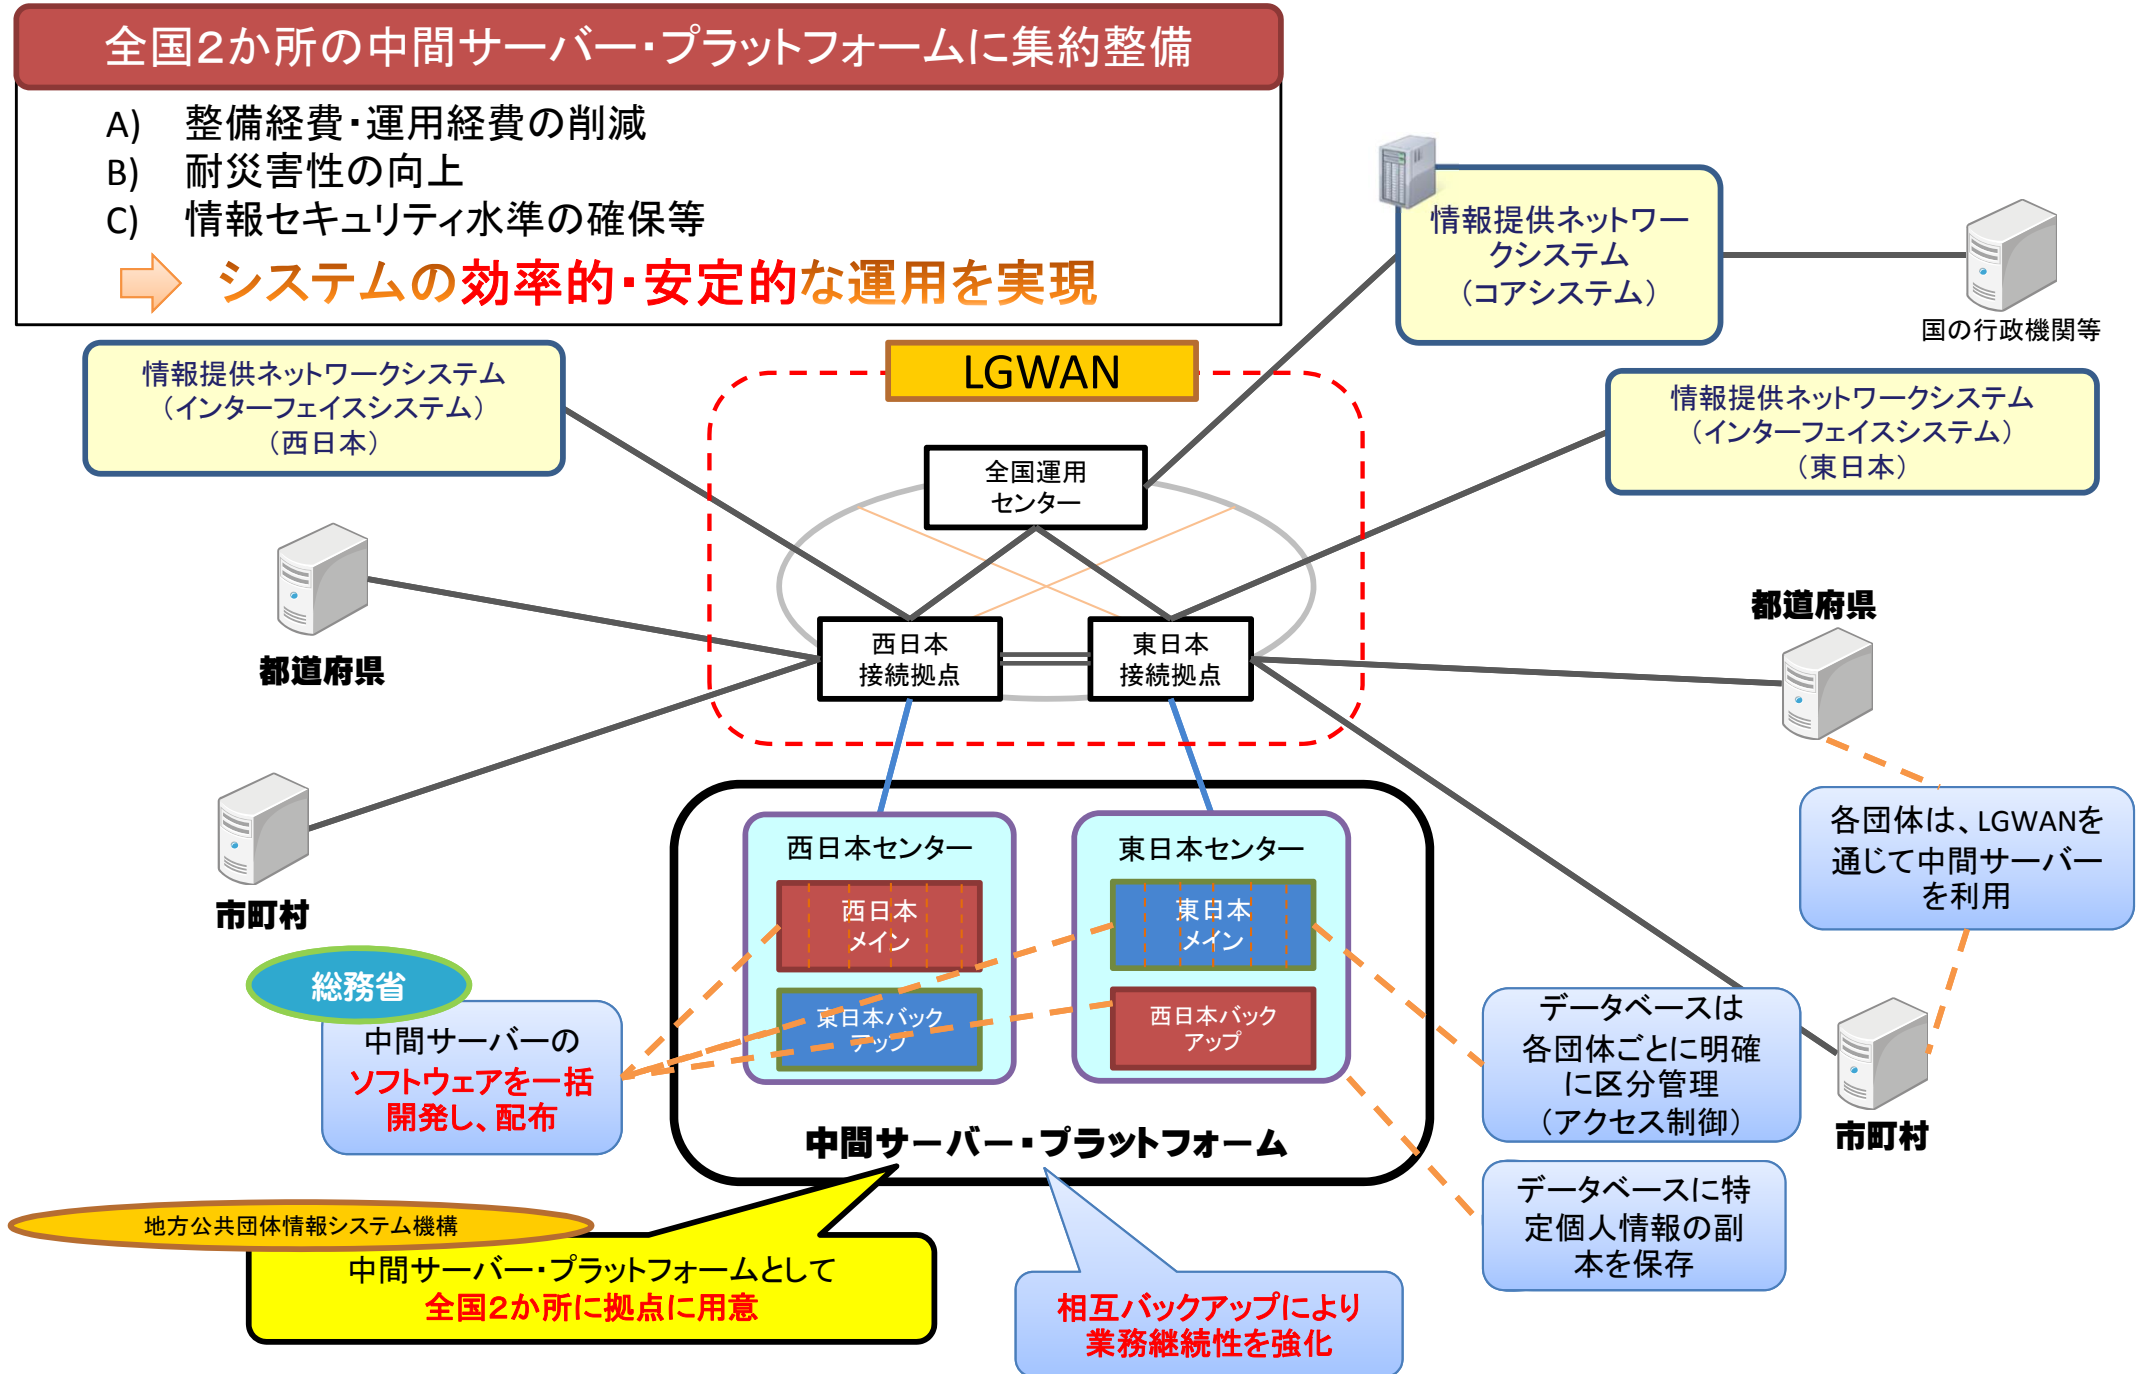 全国２か所の中間サーバー・プラットフォームに集約整備
A) 整備経費・運用経費の削減
B) 耐災害性の向上
C) 情報セキュリティ水準の確保等
システムの効率的・安定的な運用を実現
情報提供ネットワー
クシステム
（コアシステム）
国の行政機関等
情報提供ネットワークシステム
（インターフェイスシステム）
（西日本）
LGWAN
情報提供ネットワークシステム
（インターフェイスシステム）
（東日本）
全国運用
センター
西日本
接続拠点
東日本
接続拠点
都道府県
都道府県
市町村
各団体は、LGWANを
通じて中間サーバー
を利用
西日本センター
西日本
メイン
東日本バック
アップ
東日本センター
東日本
メイン
西日本バック
アップ
中間サーバー・プラットフォーム
総務省
中間サーバーの
ソフトウェアを一括
開発し、配布
データベースは
各団体ごとに明確
に区分管理
（アクセス制御）
市町村
データベースに特
定個人情報の副
本を保存
地方公共団体情報システム機構
中間サーバー・プラットフォームとして
全国２か所に拠点に用意
相互バックアップにより
業務継続性を強化